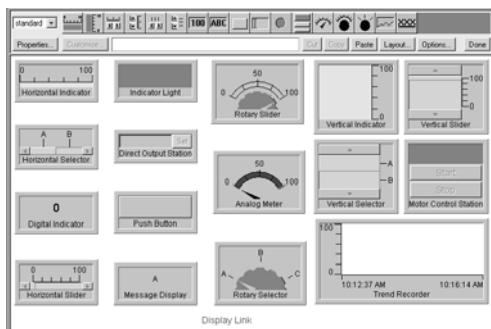 standard
100 ABC XXX
Properties... Customize... Cut Copy Paste Layout... Options... Done
0 100
Horizontal Indicator
Indicator Light
50
0 100
Rotary Slider
100
0
Vertical Indicator
100
0
Vertical Slider
A B
Horizontal Selector
Set
Direct Output Station
50
0 100
Analog Meter
A
B
Vertical Selector
Start
Stop
Motor Control Station
0
Digital Indicator
Push Button
0 100
Horizontal Slider
A
Message Display
B
A C
Rotary Selector
100
0
10:12:37 AM 10:16:14 AM
Trend Recorder
Display Link